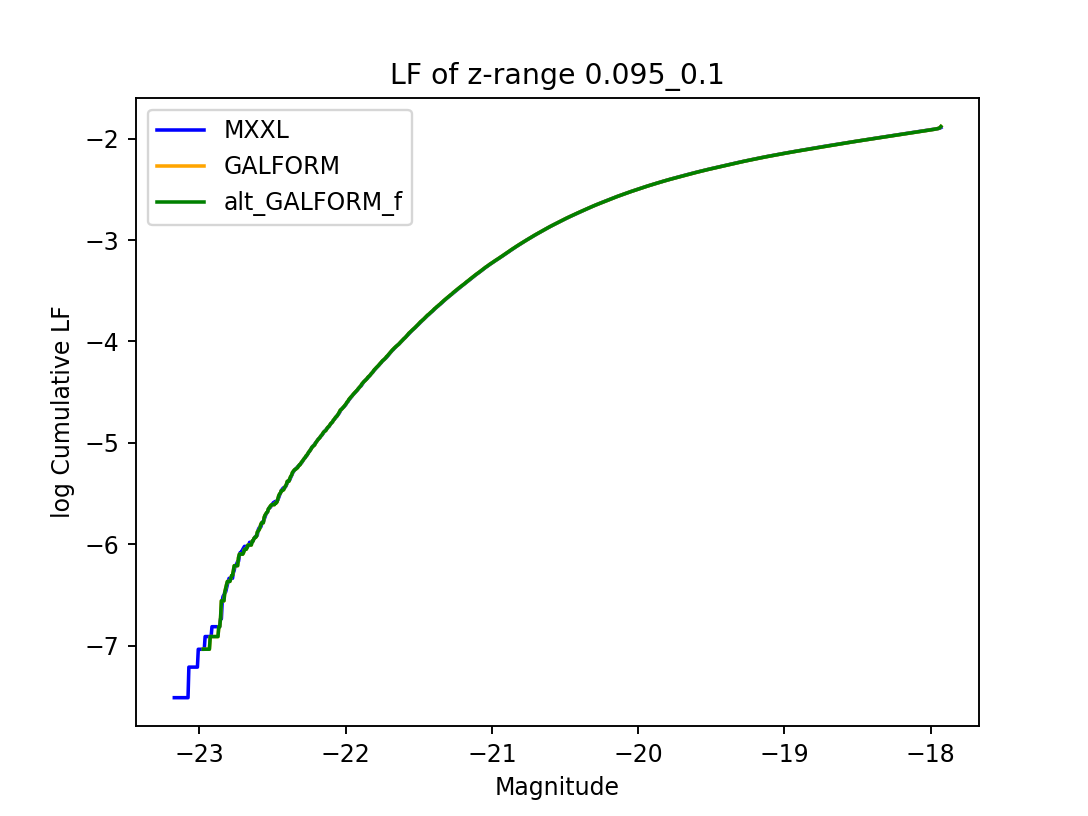 LF of z-range 0.095_0.1
MXXL
GALFORM
alt_GALFORM_f
log Cumulative LF
−2
−3
−4
−5
−6
−7
−23
−22
−21
−20
−19
−18
Magnitude